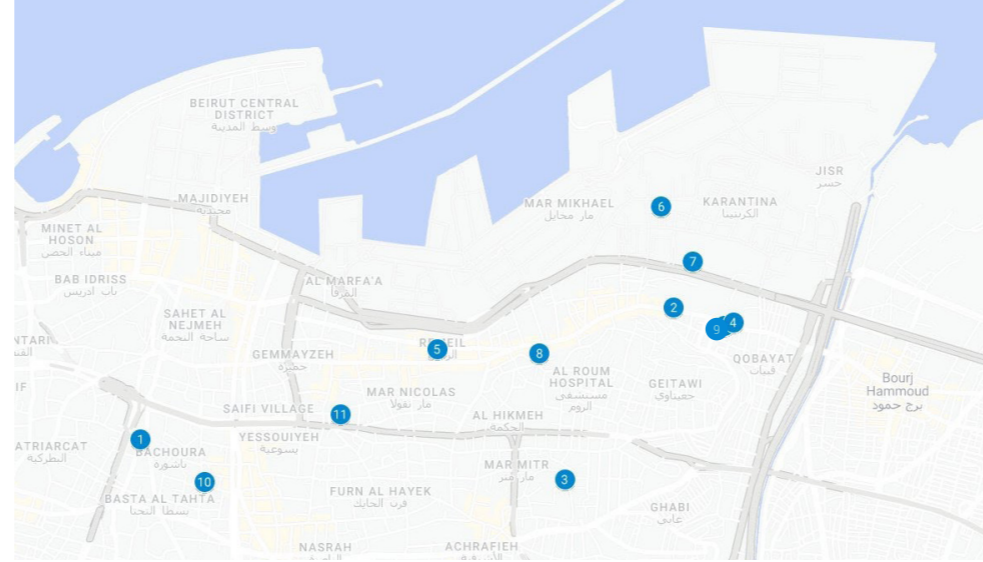 BEIRUT CENTRAL
DISTRICT
وسط المدينة
JISR
جسر
MAJIDIYEH
مجيدية
MAR MIKHAEL
مار مخايل
6
KARANTINA
الكرنتينا
MINET AL
HOSON
ميناء الحصن
7
BAB IDRISS
باب ادريس
AL MARFA'A
المرفأ
2
SAHET AL
NEJMEH
ساحة النجمة
9
4
NTARI
5
8
GEMMAYZEH
جميزة
QOBAYAT
قبيات
AL ROUM
HOSPITAL
مستشفى
الروم
Bourj
Hammoud
برج حمود
GEITAWI
جعيتاوي
IF
MAR NICOLAS
مار نقولا
SAIFI VILLAGE
11
AL HIKMEH
الحكمة
1
YESSOUIYEH
يسوعية
ATRIARCAT
البطركية
BACHOURA
باشورة
10
MAR MITR
مار متر
3
BASTA AL TAHTA
بسطا التحتا
FURN AL HAYEK
فرن الحايك
GHABI
غابي
NASRAH
ACHRAFIEH